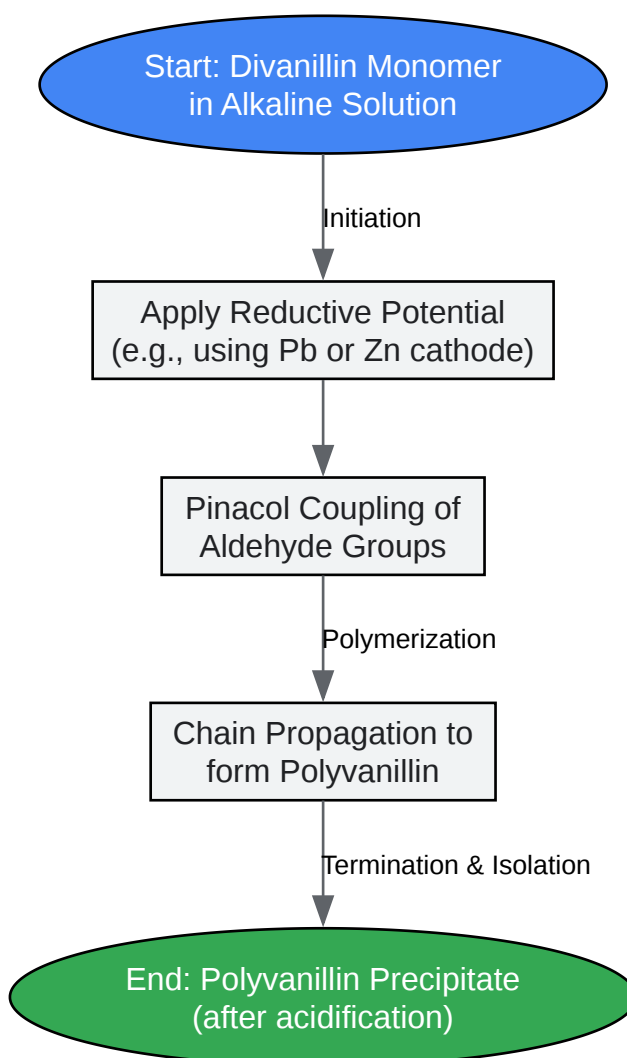 Start: Divanillin Monomer
in Alkaline Solution
Initiation
Apply Reductive Potential
(e.g., using Pb or Zn cathode)
Pinacol Coupling of
Aldehyde Groups
Polymerization
Chain Propagation to
form Polyvanillin
Termination & Isolation
End: Polyvanillin Precipitate
(after acidification)